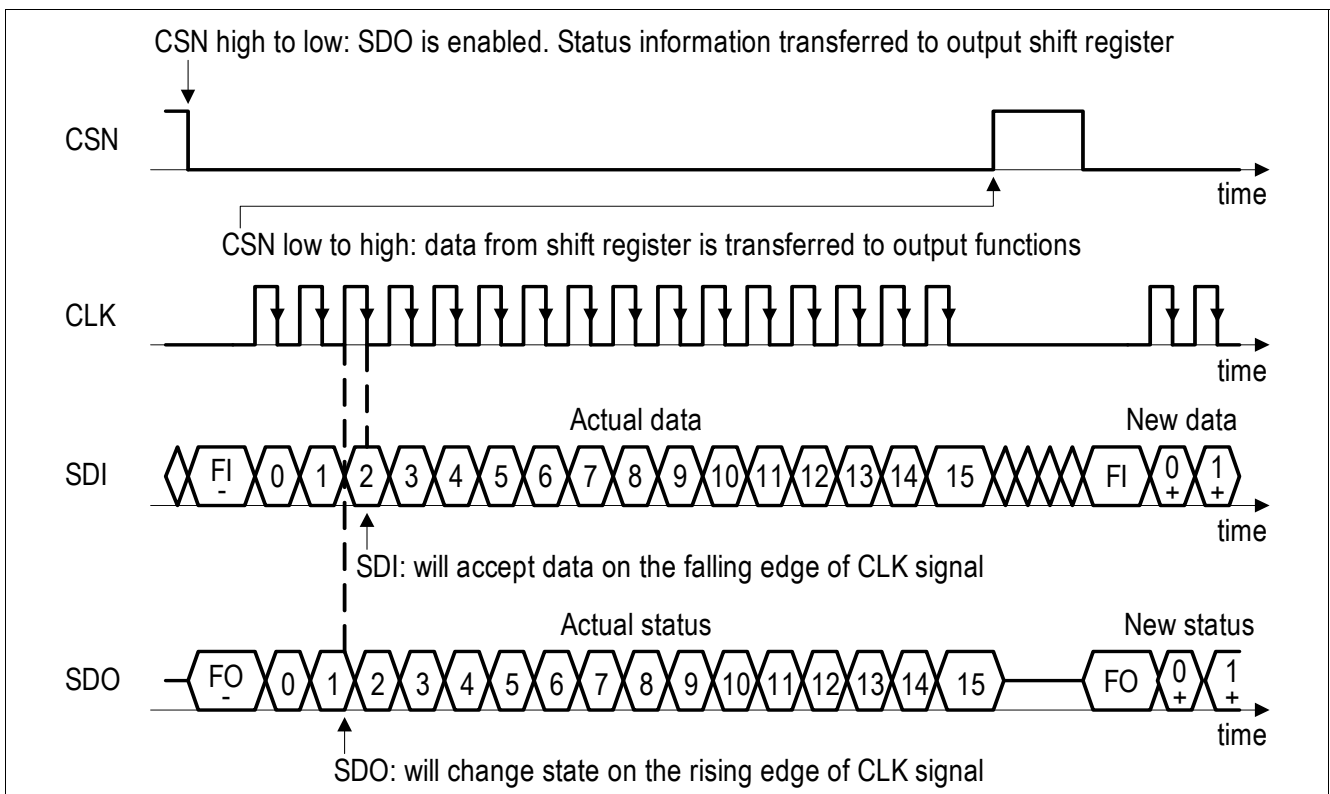 CSN high to low: SDO is enabled. Status information transferred to output shift register
CSN
time
CSN low to high: data from shift register is transferred to output functions
CLK
time
Actual data
New data
SDI
FI - 0 1 2 3 4 5 6 7 8 9 10 11 12 13 14 15 FI 0 + 1 +
time
SDI: will accept data on the falling edge of CLK signal
Actual status
New status
SDO
FO - 0 1 2 3 4 5 6 7 8 9 10 11 12 13 14 15 FO 0 + 1 +
time
SDO: will change state on the rising edge of CLK signal